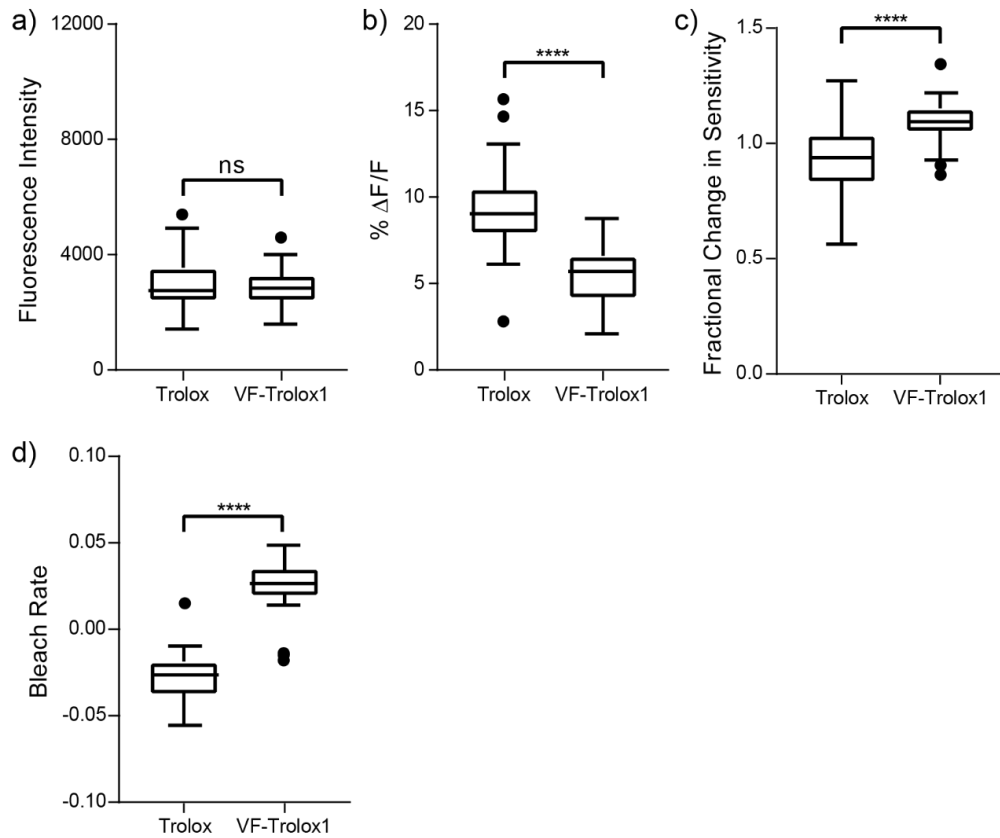 a)
Fluorescence Intensity
12000
8000
4000
0
ns
Trolox VF-Trolox1
b)
% ΔF/F
20
15
10
5
0
****
Trolox VF-Trolox1
c)
Fractional Change in Sensitivity
1.5
1.0
0.5
0.0
****
Trolox VF-Trolox1
d)
Bleach Rate
0.10
0.05
0.00
-0.05
-0.10
****
Trolox VF-Trolox1